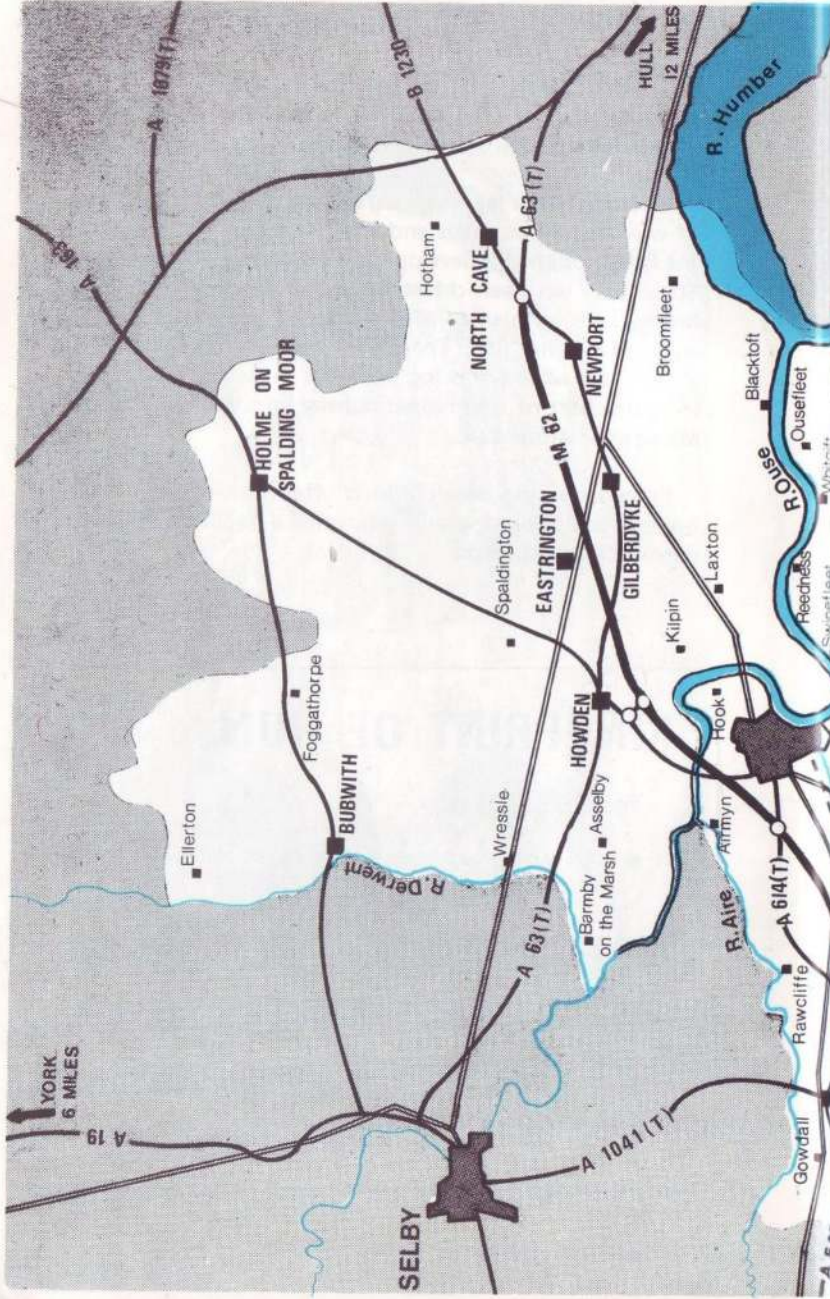 YORK
6 MILES
A 19
A 163
A 1079(T)
B 1230
Ellerton
HOLME ON
SPALDING MOOR
Foggathorpe
BUBWITH
R. Derwent
Hotham
NORTH CAVE
A 63 (T)
HULL
12 MILES
SELBY
Wressle
Spaldington
EASTRINGTON
M 62
NEWPORT
A 63(T)
HOWDEN
GILBERDYKE
Barmby
on the Marsh
Asselby
Kilpin
Broomfleet
R. Humber
A 1041 (T)
Hook
Laxton
Airmyn
R. Aire
Blacktoft
R. Ouse
A 614(T)
Ousefleet
Rawcliffe
Reedness
Gowdall